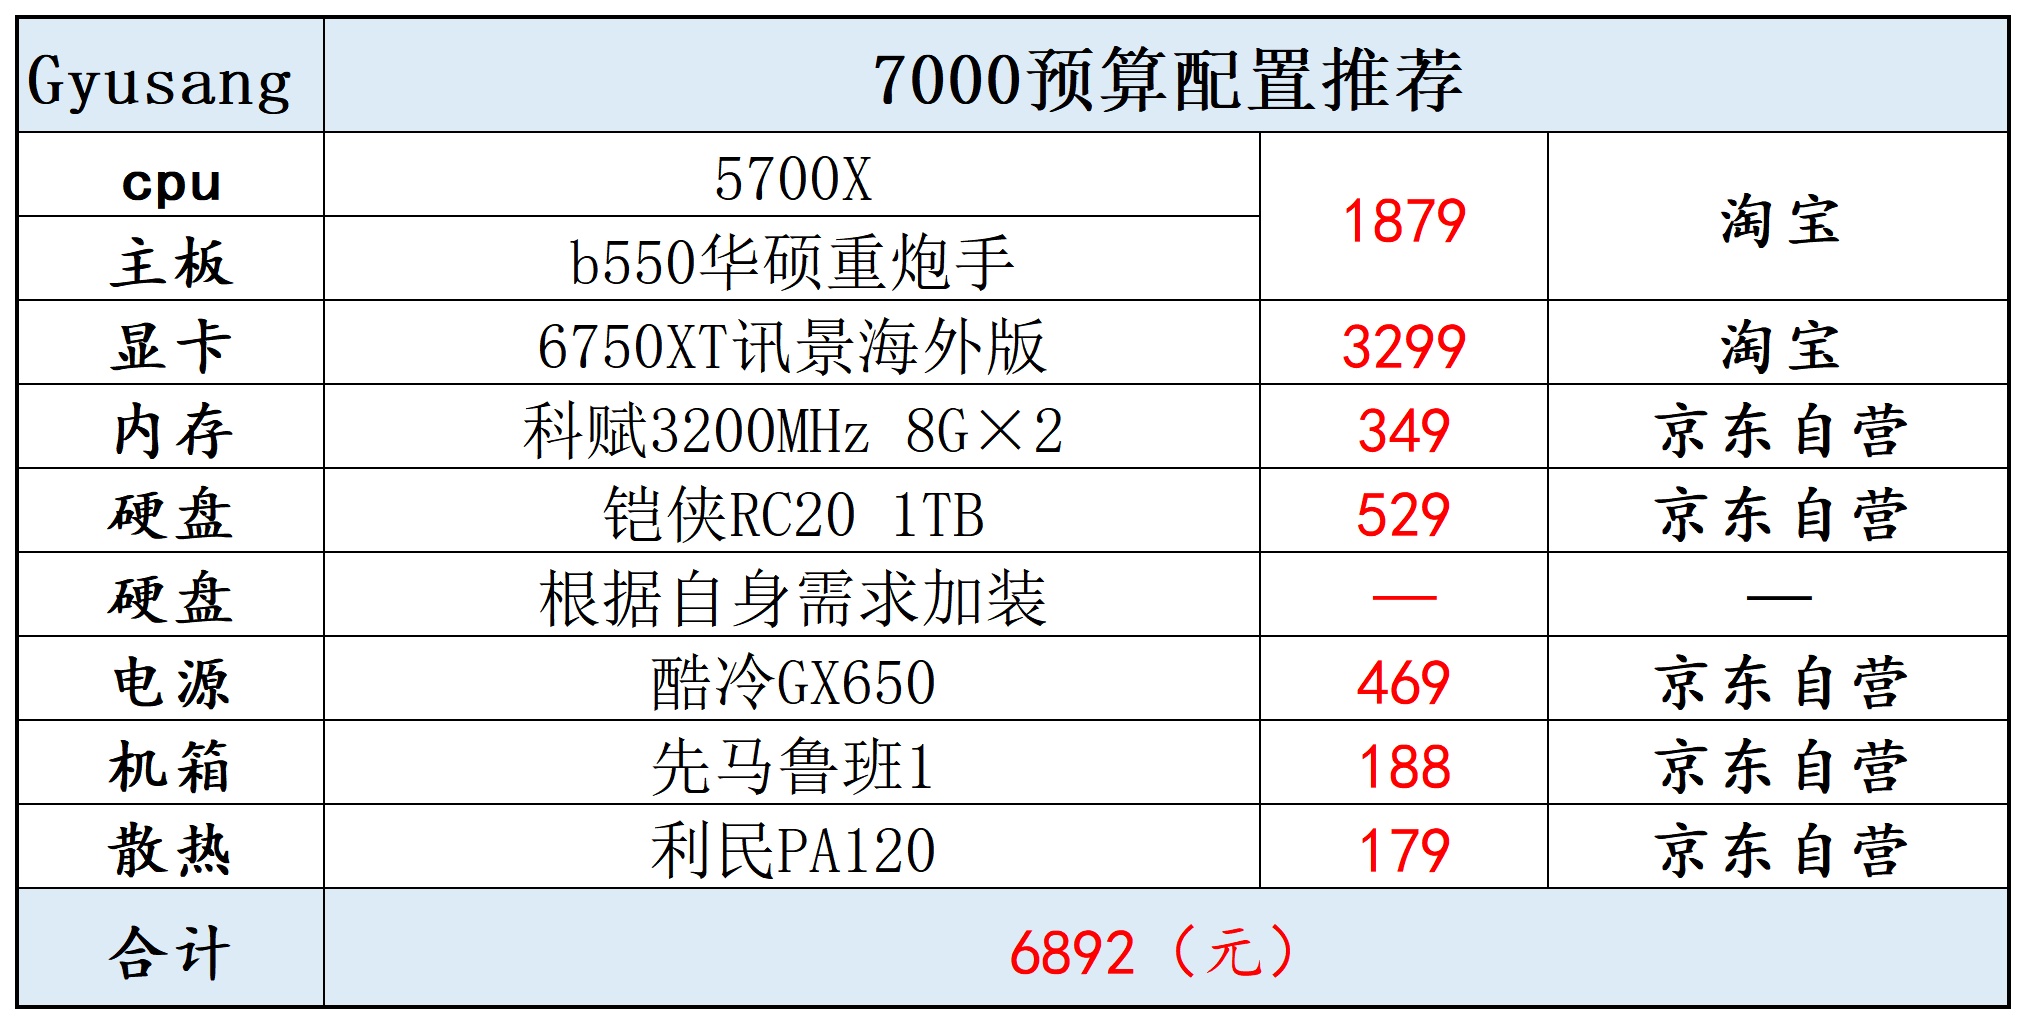 Gyusang 7000预算配置推荐
cpu 5700X 1879 淘宝
主板 b550华硕重炮手
显卡 6750XT讯景海外版 3299 淘宝
内存 科赋3200MHz 8G×2 349 京东自营
硬盘 铠侠RC20 1TB 529 京东自营
硬盘 根据自身需求加装 — —
电源 酷冷GX650 469 京东自营
机箱 先马鲁班1 188 京东自营
散热 利民PA120 179 京东自营
合计 6892（元）